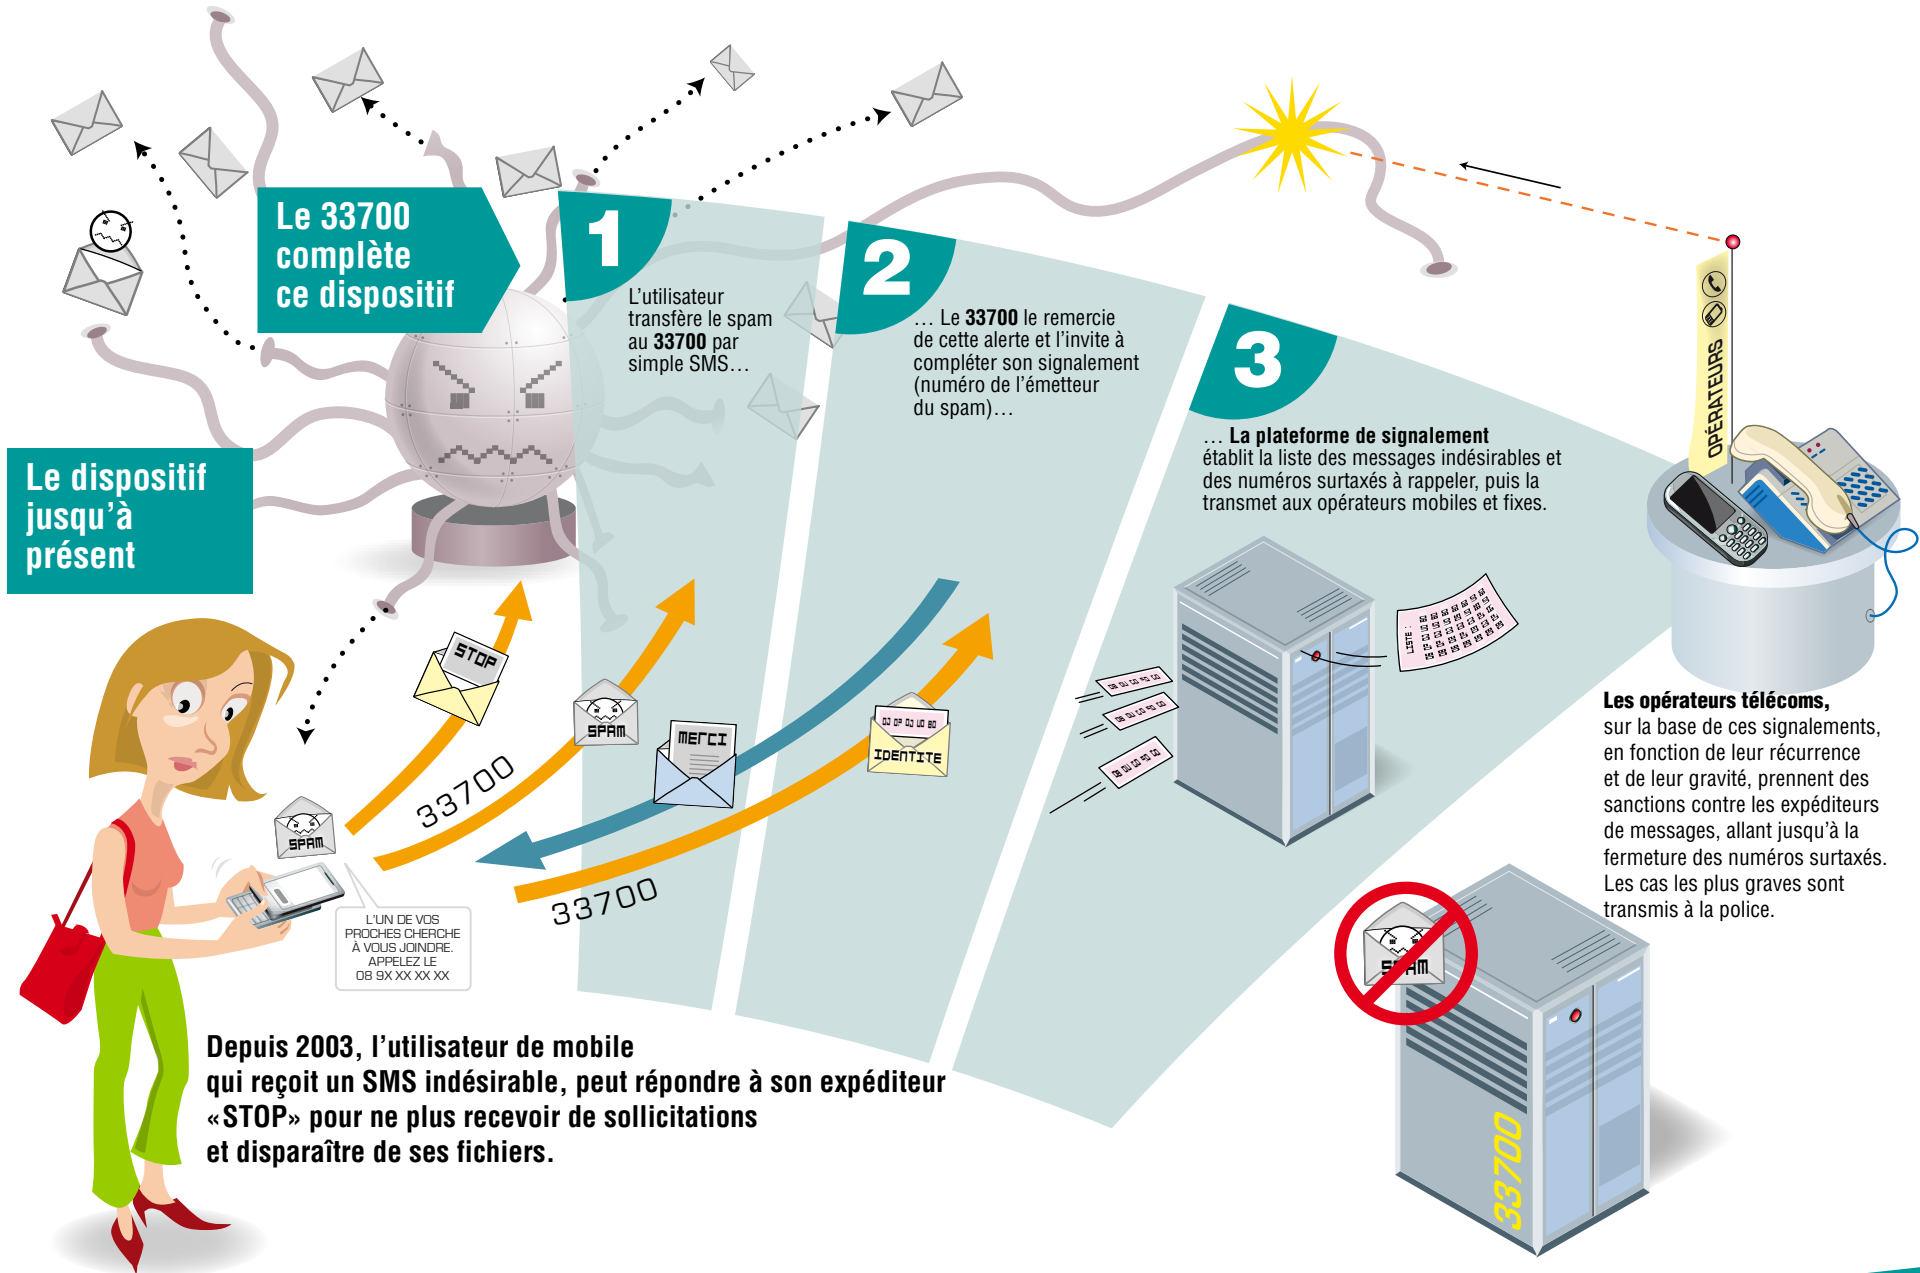 Le 33700
complète
ce dispositif
1
L'utilisateur
transfère le spam
au 33700 par
simple SMS…
2
… Le 33700 le remercie
de cette alerte et l'invite à
compléter son signalement
(numéro de l'émetteur
du spam)…
3
… La plateforme de signalement
établit la liste des messages indésirables et
des numéros surtaxés à rappeler, puis la
transmet aux opérateurs mobiles et fixes.
OPÉRATEURS
Le dispositif
jusqu'à
présent
STOP
SPAM
MERCI
IDENTITE
LISTE :
33700
33700
SPAM
L'UN DE VOS
PROCHES CHERCHE
À VOUS JOINDRE.
APPELEZ LE
08 9X XX XX XX
Les opérateurs télécoms,
sur la base de ces signalements,
en fonction de leur récurrence
et de leur gravité, prennent des
sanctions contre les expéditeurs
de messages, allant jusqu'à la
fermeture des numéros surtaxés.
Les cas les plus graves sont
transmis à la police.
SPAM
33700
Depuis 2003, l'utilisateur de mobile
qui reçoit un SMS indésirable, peut répondre à son expéditeur
«STOP» pour ne plus recevoir de sollicitations
et disparaître de ses fichiers.